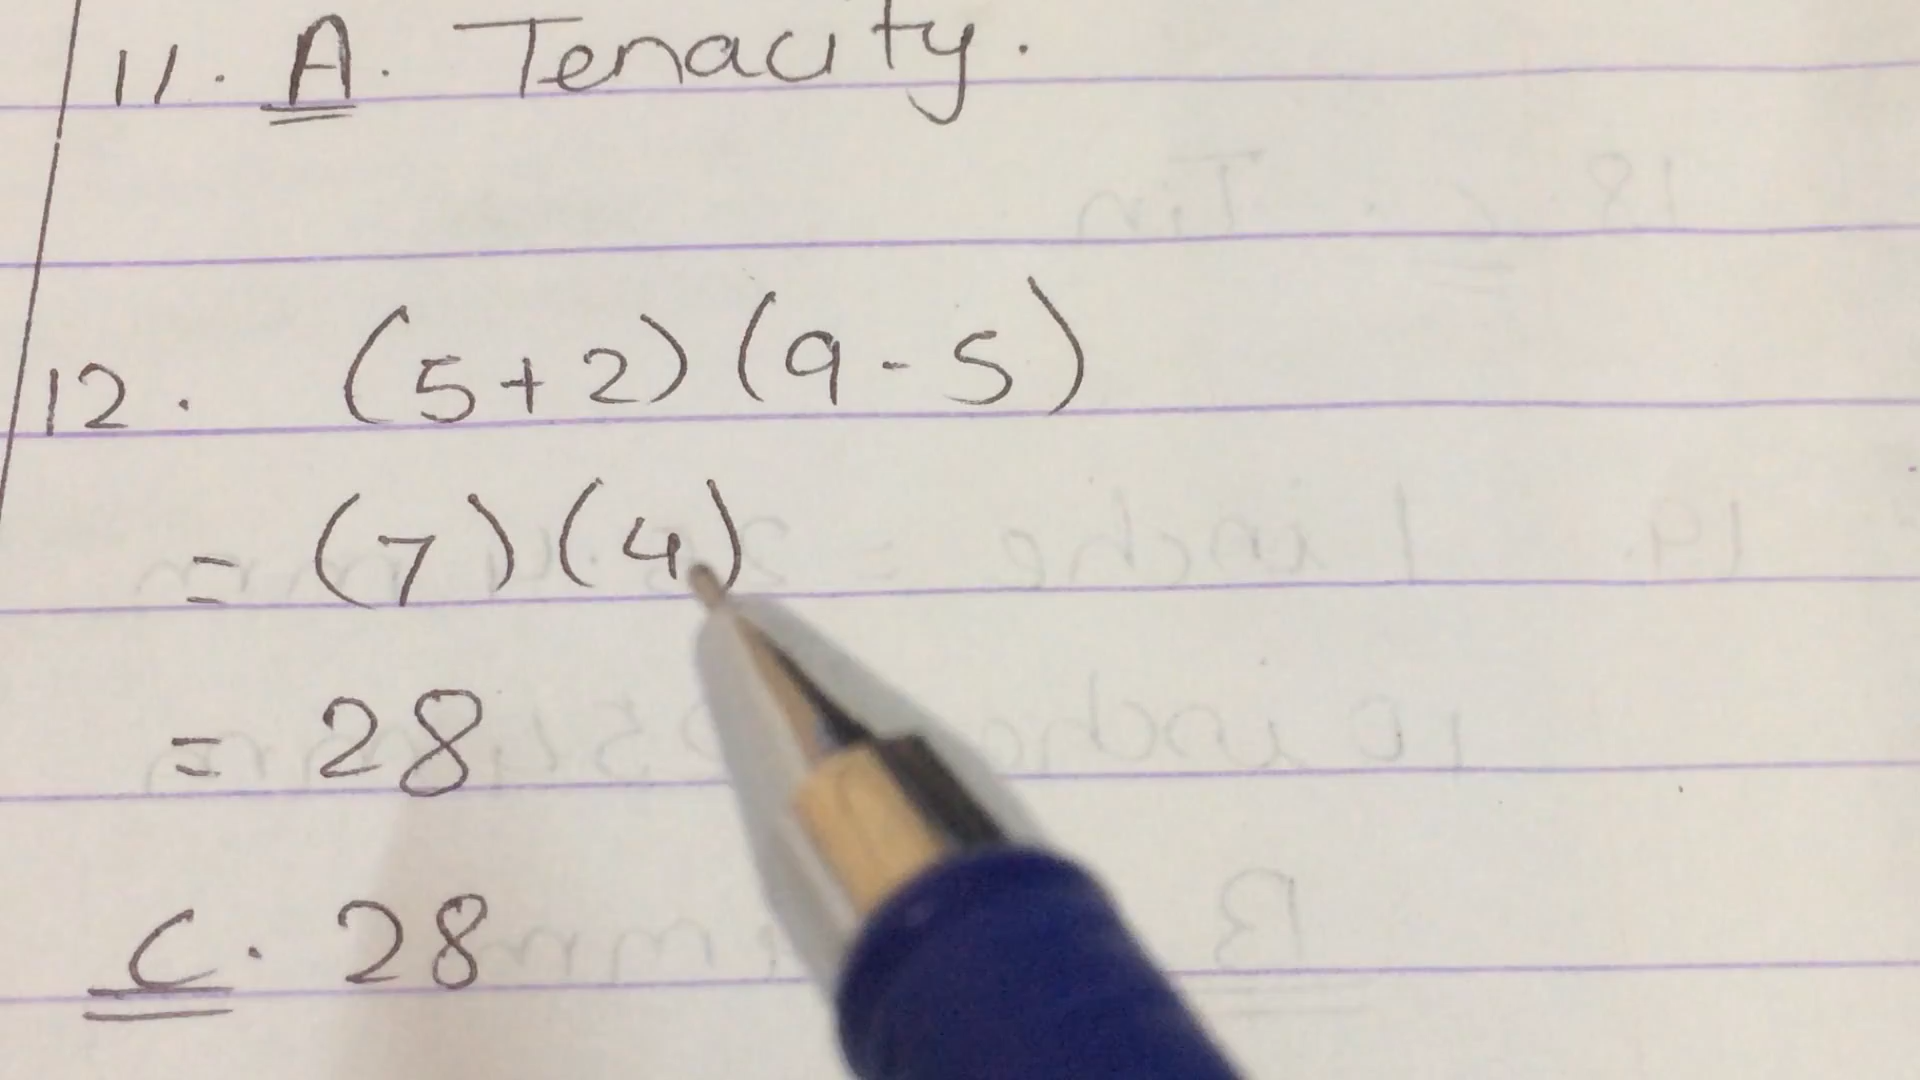 11. A. Tenacity.
12. (5+2)(9-5)
= (7)(4)
= 28
C. 28